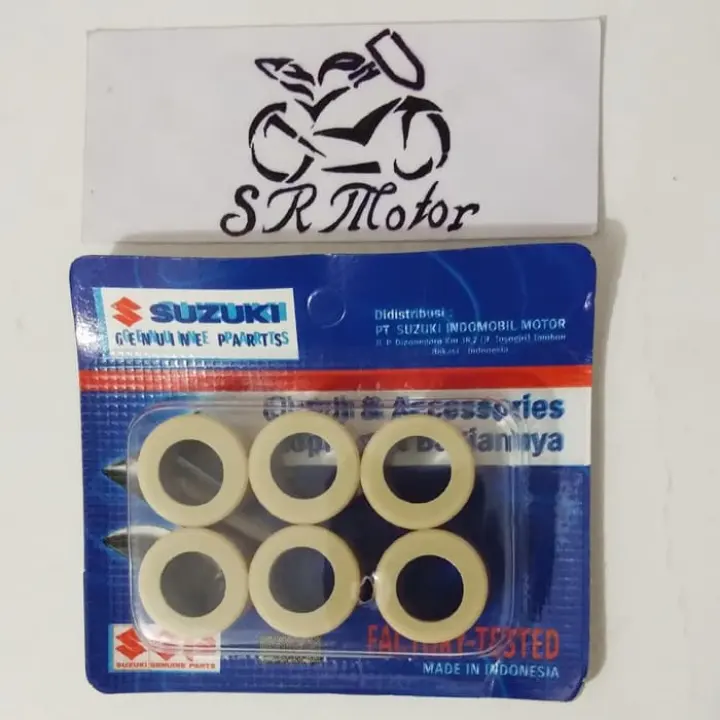 SR Motor
SUZUKI
GENUINE PARTS
Didistribusi :
PT SUZUKI INDOMOBIL MOTOR
Indonesia
& Accessories
SUZUKI GENUINE PARTS
FACTORY-TESTED
MADE IN INDONESIA